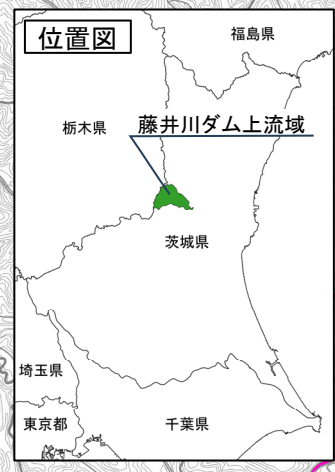 位置図
福島県
栃木県
藤井川ダム上流域
茨城県
埼玉県
東京都
千葉県